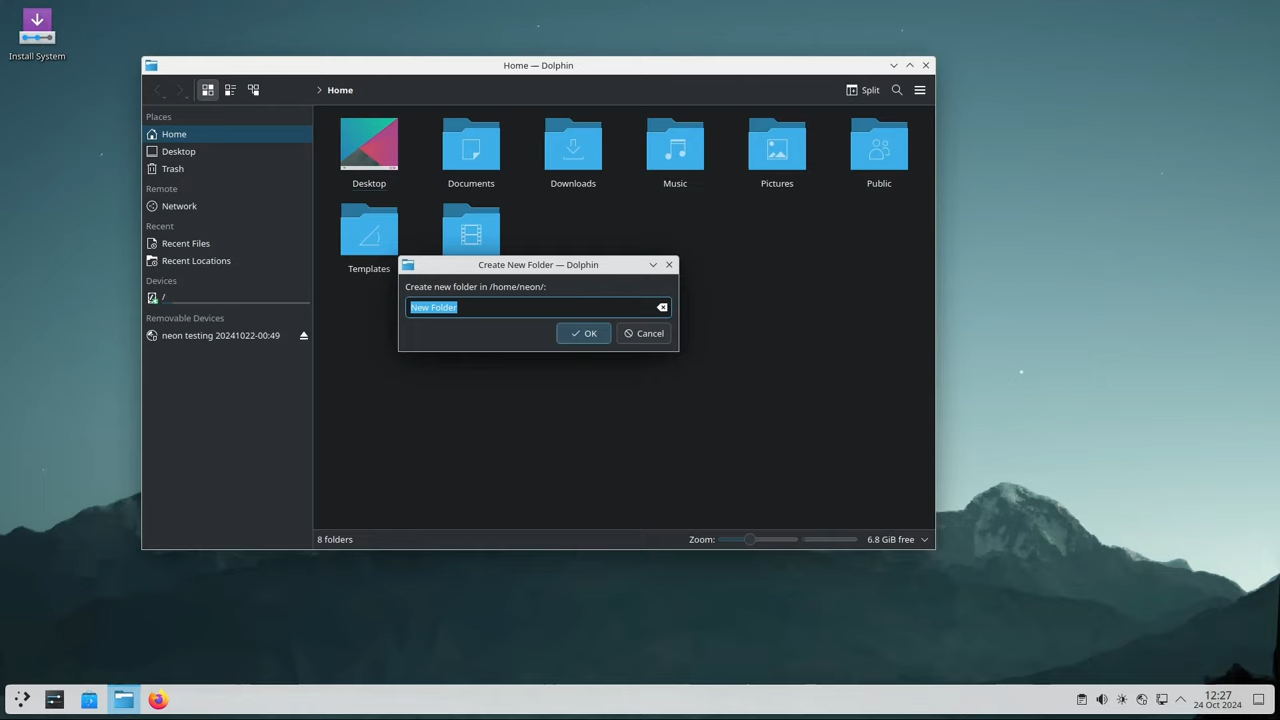 Install System
Home — Dolphin
Home
Split
Places
Home
Desktop
Trash
Remote
Network
Recent
Recent Files
Recent Locations
Devices
/
Removable Devices
neon testing 20241022-00:49
Desktop
Documents
Downloads
Music
Pictures
Public
Templates
Create New Folder — Dolphin
Create new folder in /home/neon/:
New Folder
OK
Cancel
8 folders
Zoom:
6.8 GiB free
12:27
24 Oct 2024